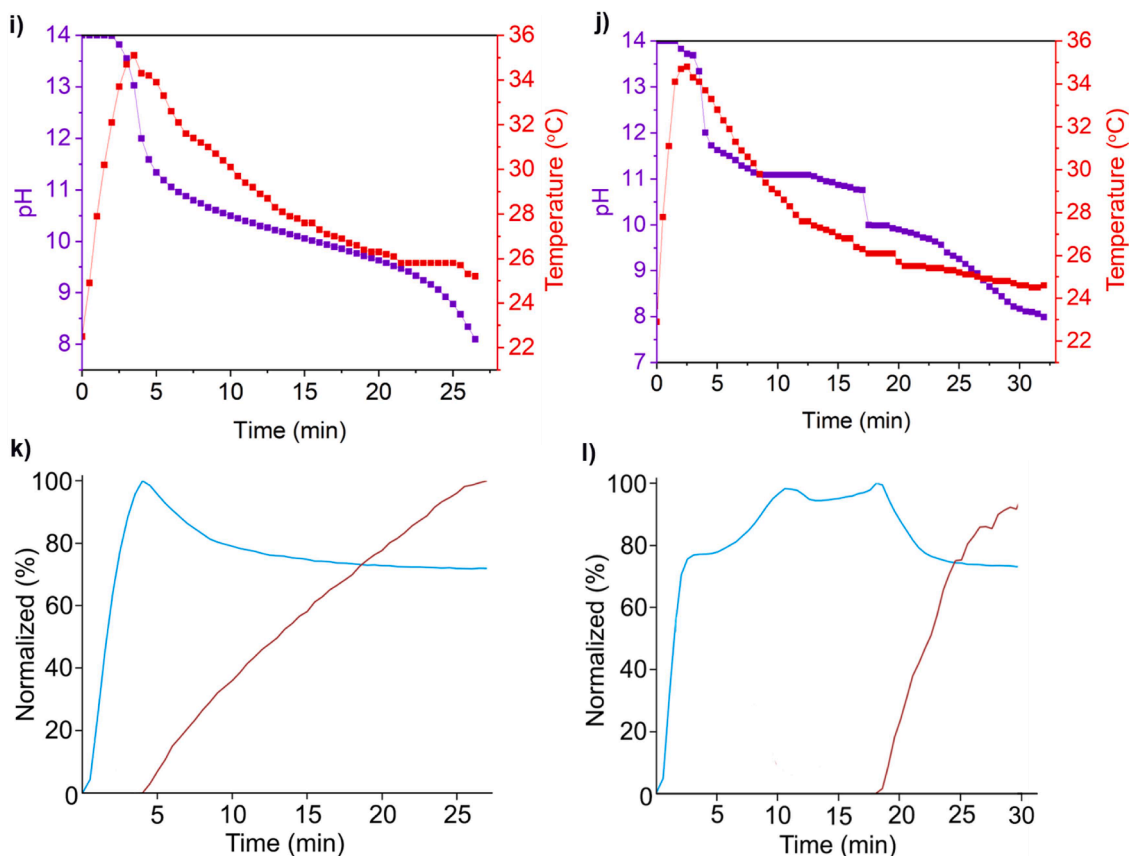 i)
14
13
12
11
10
9
8
pH
36
34
32
30
28
26
24
22
Temperature (°C)
0 5 10 15 20 25
Time (min)
j)
14
13
12
11
10
9
8
7
pH
36
34
32
30
28
26
24
22
Temperature (°C)
0 5 10 15 20 25 30
Time (min)
k)
100
80
60
40
20
0
Normalized (%)
5 10 15 20 25
Time (min)
l)
100
80
60
40
20
0
Normalized (%)
5 10 15 20 25 30
Time (min)